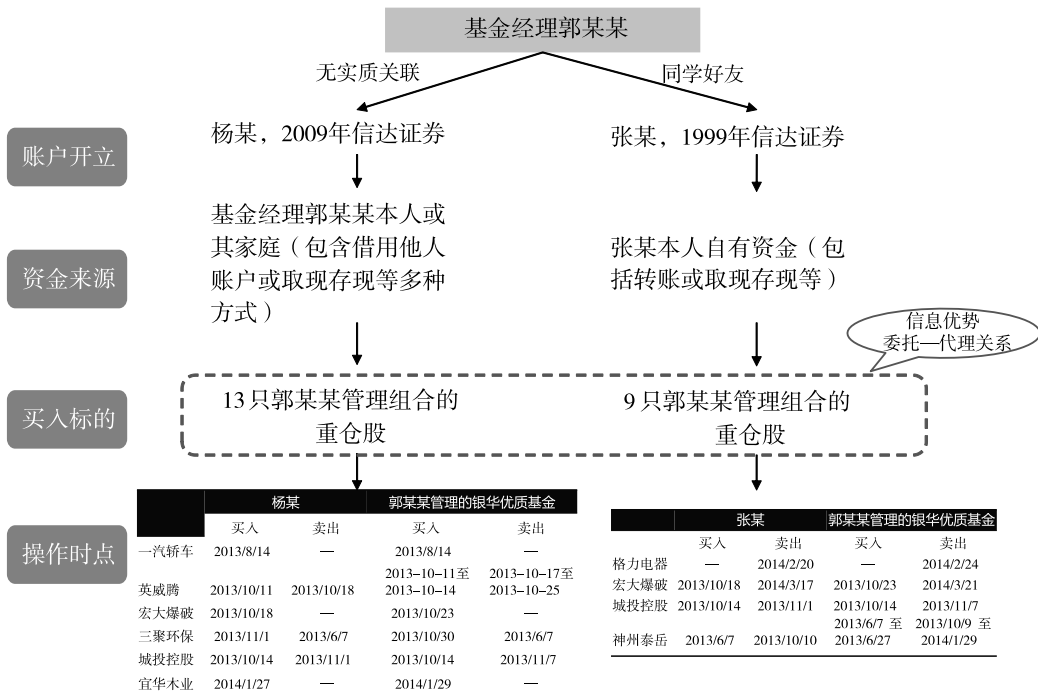 基金经理郭某某
无实质关联
同学好友
账户开立
杨某，2009年信达证券
张某，1999年信达证券
资金来源
基金经理郭某某本人或
其家庭（包含借用他人
账户或取现存现等多种
方式）
张某本人自有资金（包
括转账或取现存现等）
信息优势
委托—代理关系
买入标的
13只郭某某管理组合的
重仓股
9只郭某某管理组合的
重仓股
操作时点
杨某 郭某某管理的银华优质基金
买入 卖出 买入 卖出
一汽轿车 2013/8/14 — 2013/8/14 —
2013–10–11至 2013–10–17至
英威腾 2013/10/11 2013/10/18 2013–10–14 2013–10–25
宏大爆破 2013/10/18 — 2013/10/23 —
三聚环保 2013/11/1 2013/6/7 2013/10/30 2013/6/7
城投控股 2013/10/14 2013/11/1 2013/10/14 2013/11/7
宜华木业 2014/1/27 — 2014/1/29 —
张某 郭某某管理的银华优质基金
买入 卖出 买入 卖出
格力电器 — 2014/2/20 — 2014/2/24
宏大爆破 2013/10/18 2014/3/17 2013/10/23 2014/3/21
城投控股 2013/10/14 2013/11/1 2013/10/14 2013/11/7
2013/6/7 至 2013/10/9 至
神州泰岳 2013/6/7 2013/10/10 2013/6/27 2014/1/29